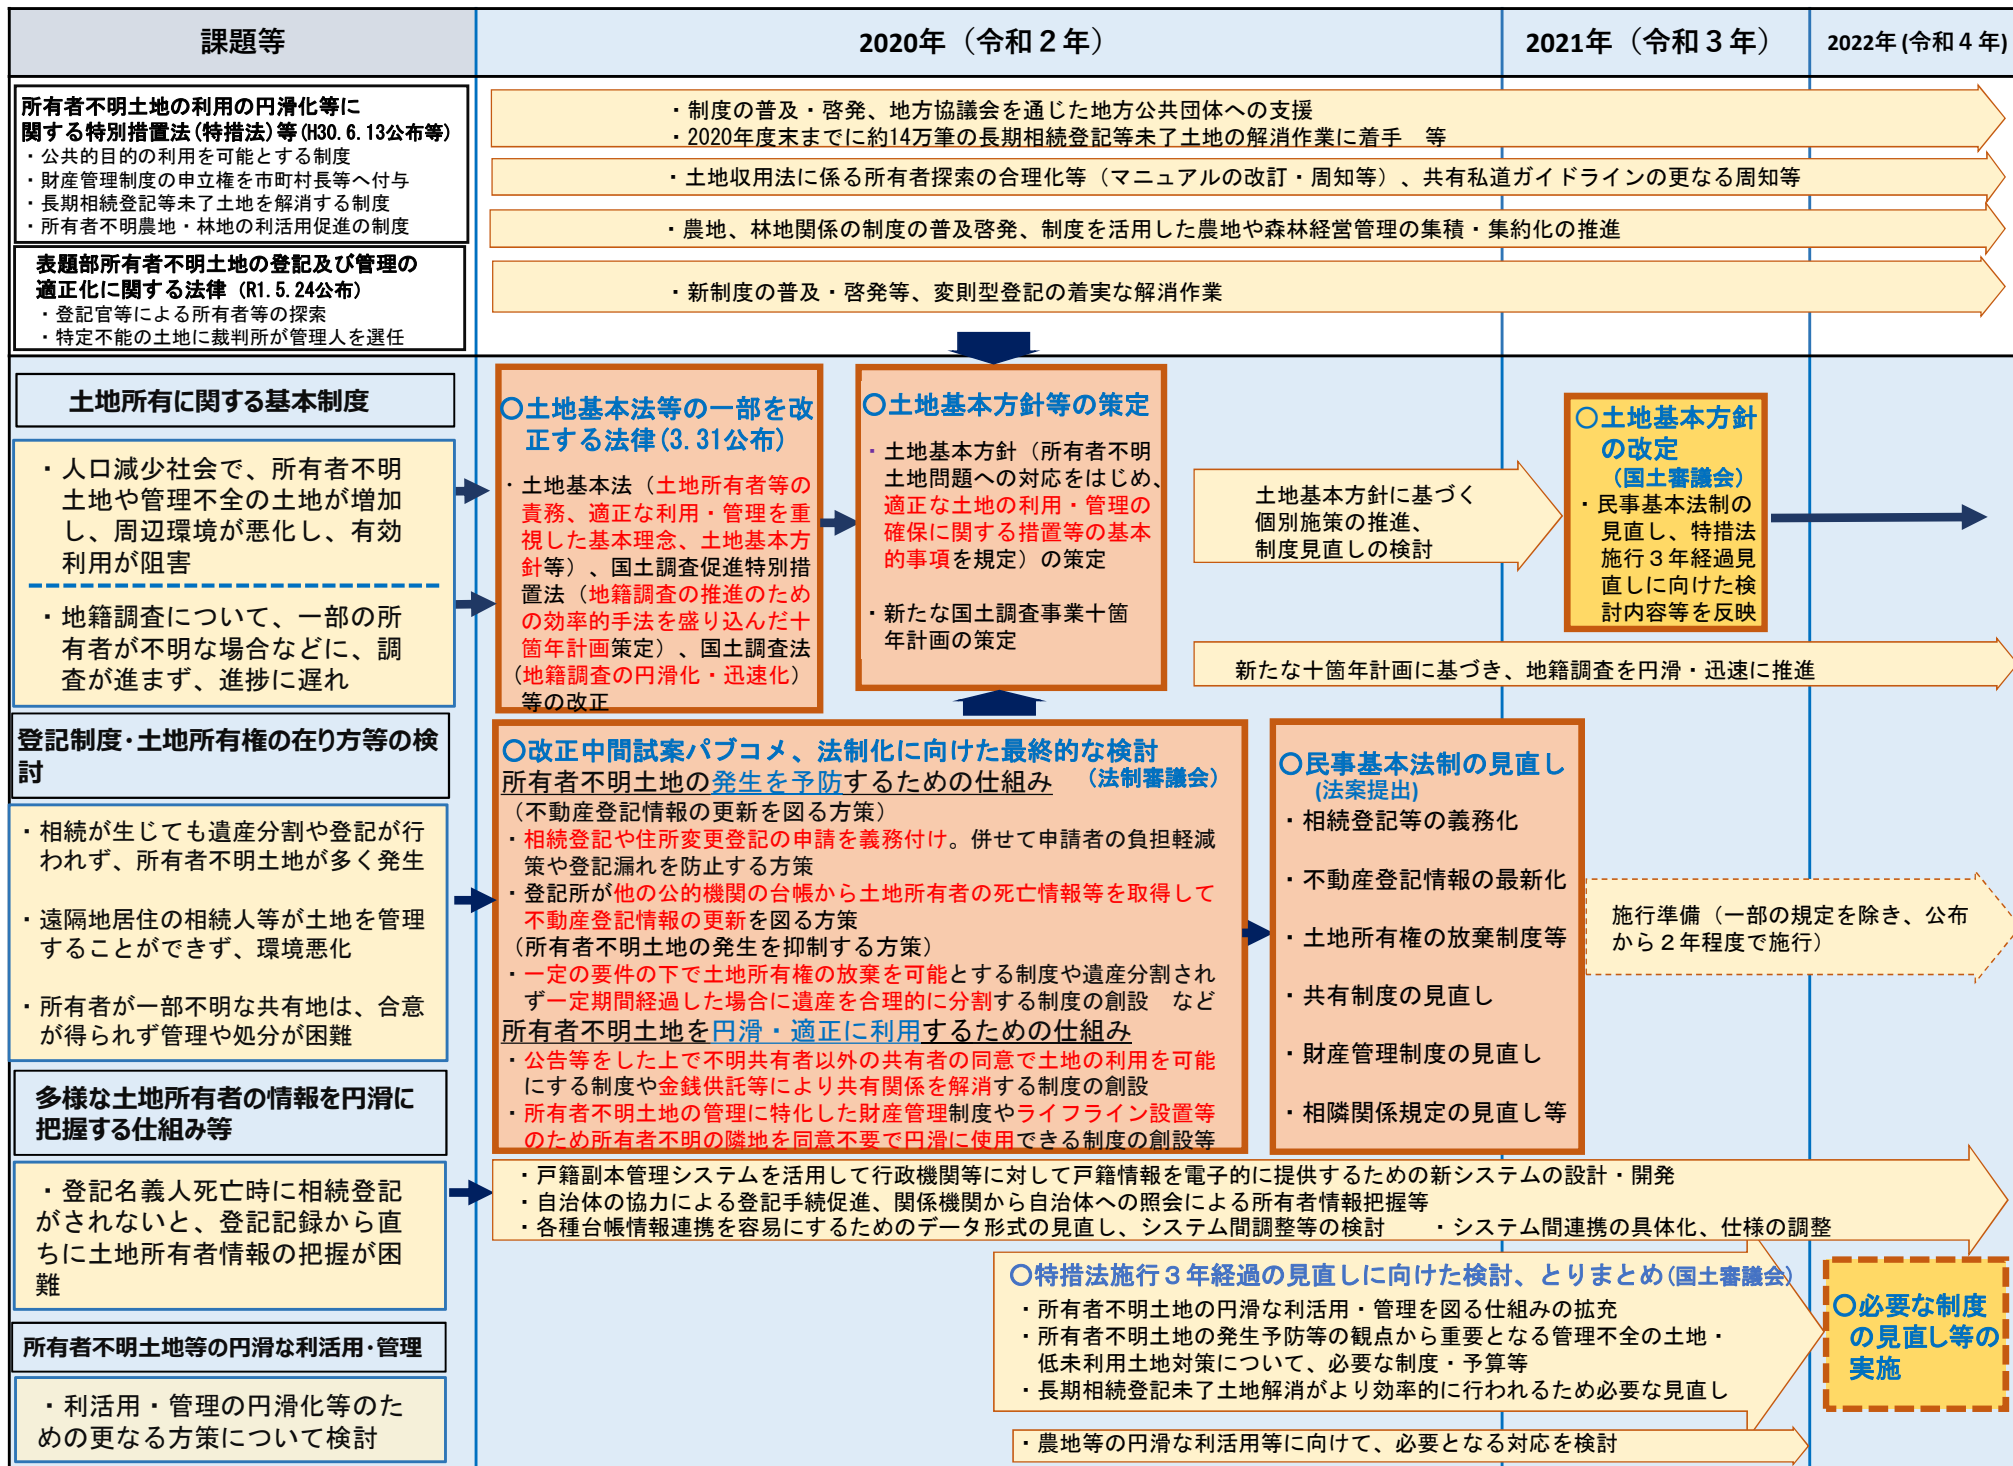 課題等
2020年（令和２年）
2021年（令和３年）
2022年(令和４年)
所有者不明土地の利用の円滑化等に
関する特別措置法(特措法)等(H30.6.13公布等)
・公共的目的の利用を可能とする制度
・財産管理制度の申立権を市町村長等へ付与
・長期相続登記等未了土地を解消する制度
・所有者不明農地・林地の利活用促進の制度
・制度の普及・啓発、地方協議会を通じた地方公共団体への支援
・2020年度末までに約14万筆の長期相続登記等未了土地の解消作業に着手　等
・土地収用法に係る所有者探索の合理化等（マニュアルの改訂・周知等）、共有私道ガイドラインの更なる周知等
・農地、林地関係の制度の普及啓発、制度を活用した農地や森林経営管理の集積・集約化の推進
表題部所有者不明土地の登記及び管理の
適正化に関する法律（R1.5.24公布）
・登記官等による所有者等の探索
・特定不能の土地に裁判所が管理人を選任
・新制度の普及・啓発等、変則型登記の着実な解消作業
土地所有に関する基本制度
・人口減少社会で、所有者不明
土地や管理不全の土地が増加
し、周辺環境が悪化し、有効
利用が阻害
・地籍調査について、一部の所
有者が不明な場合などに、調
査が進まず、進捗に遅れ
○土地基本法等の一部を改
正する法律(3.31公布)
・土地基本法（土地所有者等の
責務、適正な利用・管理を重
視した基本理念、土地基本方
針等）、国土調査促進特別措
置法（地籍調査の推進のため
の効率的手法を盛り込んだ十
箇年計画策定）、国土調査法
（地籍調査の円滑化・迅速化）
等の改正
○土地基本方針等の策定
・土地基本方針（所有者不明
土地問題への対応をはじめ、
適正な土地の利用・管理の
確保に関する措置等の基本
的事項を規定）の策定
・新たな国土調査事業十箇
年計画の策定
土地基本方針に基づく
個別施策の推進、
制度見直しの検討
○土地基本方針
の改定
（国土審議会）
・民事基本法制の
見直し、特措法
施行３年経過見
直しに向けた検
討内容等を反映
新たな十箇年計画に基づき、地籍調査を円滑・迅速に推進
登記制度・土地所有権の在り方等の検
討
・相続が生じても遺産分割や登記が行
われず、所有者不明土地が多く発生
・遠隔地居住の相続人等が土地を管理
することができず、環境悪化
・所有者が一部不明な共有地は、合意
が得られず管理や処分が困難
○改正中間試案パブコメ、法制化に向けた最終的な検討
所有者不明土地の発生を予防するための仕組み　（法制審議会）
（不動産登記情報の更新を図る方策）
・相続登記や住所変更登記の申請を義務付け。併せて申請者の負担軽減
策や登記漏れを防止する方策
・登記所が他の公的機関の台帳から土地所有者の死亡情報等を取得して
不動産登記情報の更新を図る方策
（所有者不明土地の発生を抑制する方策）
・一定の要件の下で土地所有権の放棄を可能とする制度や遺産分割され
ず一定期間経過した場合に遺産を合理的に分割する制度の創設　など
所有者不明土地を円滑・適正に利用するための仕組み
・公告等をした上で不明共有者以外の共有者の同意で土地の利用を可能
にする制度や金銭供託等により共有関係を解消する制度の創設
・所有者不明土地の管理に特化した財産管理制度やライフライン設置等
のため所有者不明の隣地を同意不要で円滑に使用できる制度の創設等
○民事基本法制の見直し
(法案提出)
・相続登記等の義務化
・不動産登記情報の最新化
・土地所有権の放棄制度等
・共有制度の見直し
・財産管理制度の見直し
・相隣関係規定の見直し等
施行準備（一部の規定を除き、公布
から２年程度で施行）
多様な土地所有者の情報を円滑に
把握する仕組み等
・登記名義人死亡時に相続登記
がされないと、登記記録から直
ちに土地所有者情報の把握が困
難
・戸籍副本管理システムを活用して行政機関等に対して戸籍情報を電子的に提供するための新システムの設計・開発
・自治体の協力による登記手続促進、関係機関から自治体への照会による所有者情報把握等
・各種台帳情報連携を容易にするためのデータ形式の見直し、システム間調整等の検討　　・システム間連携の具体化、仕様の調整
所有者不明土地等の円滑な利活用・管理
・利活用・管理の円滑化等のた
めの更なる方策について検討
○特措法施行３年経過の見直しに向けた検討、とりまとめ(国土審議会)
・所有者不明土地の円滑な利活用・管理を図る仕組みの拡充
・所有者不明土地の発生予防等の観点から重要となる管理不全の土地・
低未利用土地対策について、必要な制度・予算等
・長期相続登記未了土地解消がより効率的に行われるため必要な見直し
○必要な制度
の見直し等の
実施
・農地等の円滑な利活用等に向けて、必要となる対応を検討